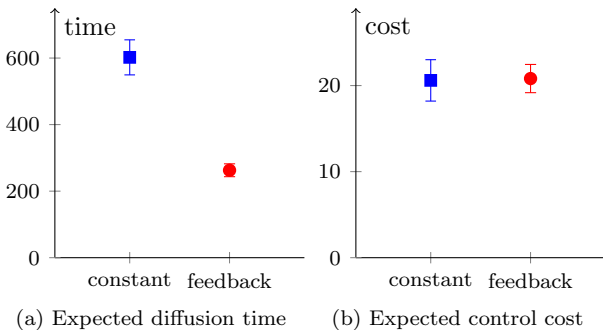 time
600
400
200
0
constant
feedback
(a) Expected diffusion time
cost
20
10
0
constant
feedback
(b) Expected control cost